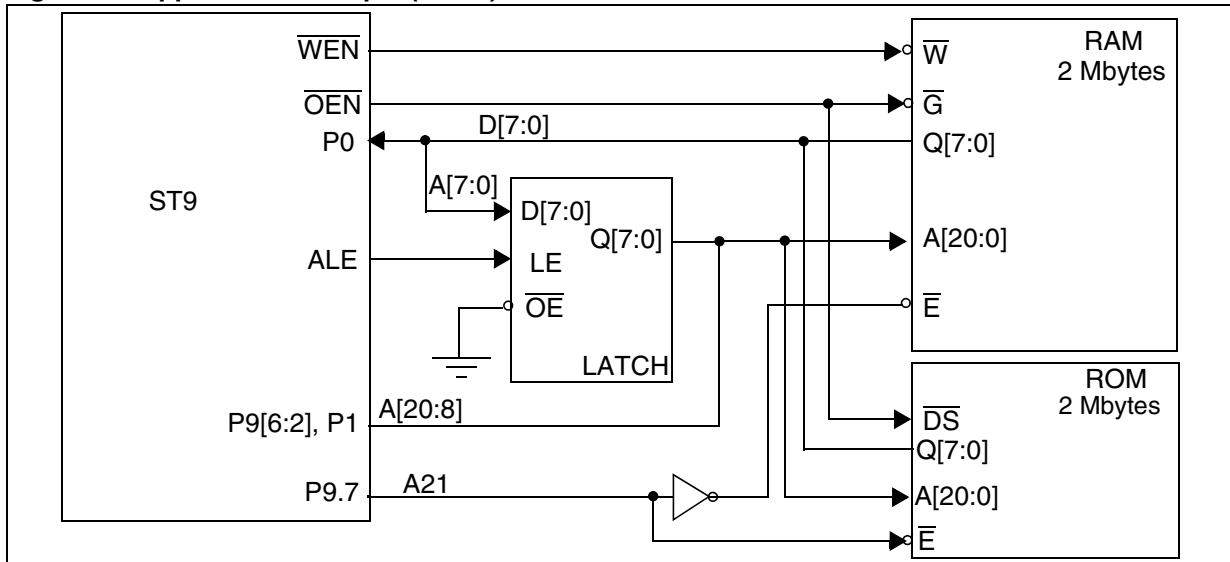 WEN
OEN
P0
ST9
ALE
P9[6:2], P1
P9.7
D[7:0]
A[7:0]
D[7:0]
Q[7:0]
LE
OE
LATCH
A[20:8]
A21
RAM
2 Mbytes
W
G
Q[7:0]
A[20:0]
E
ROM
2 Mbytes
DS
Q[7:0]
A[20:0]
E